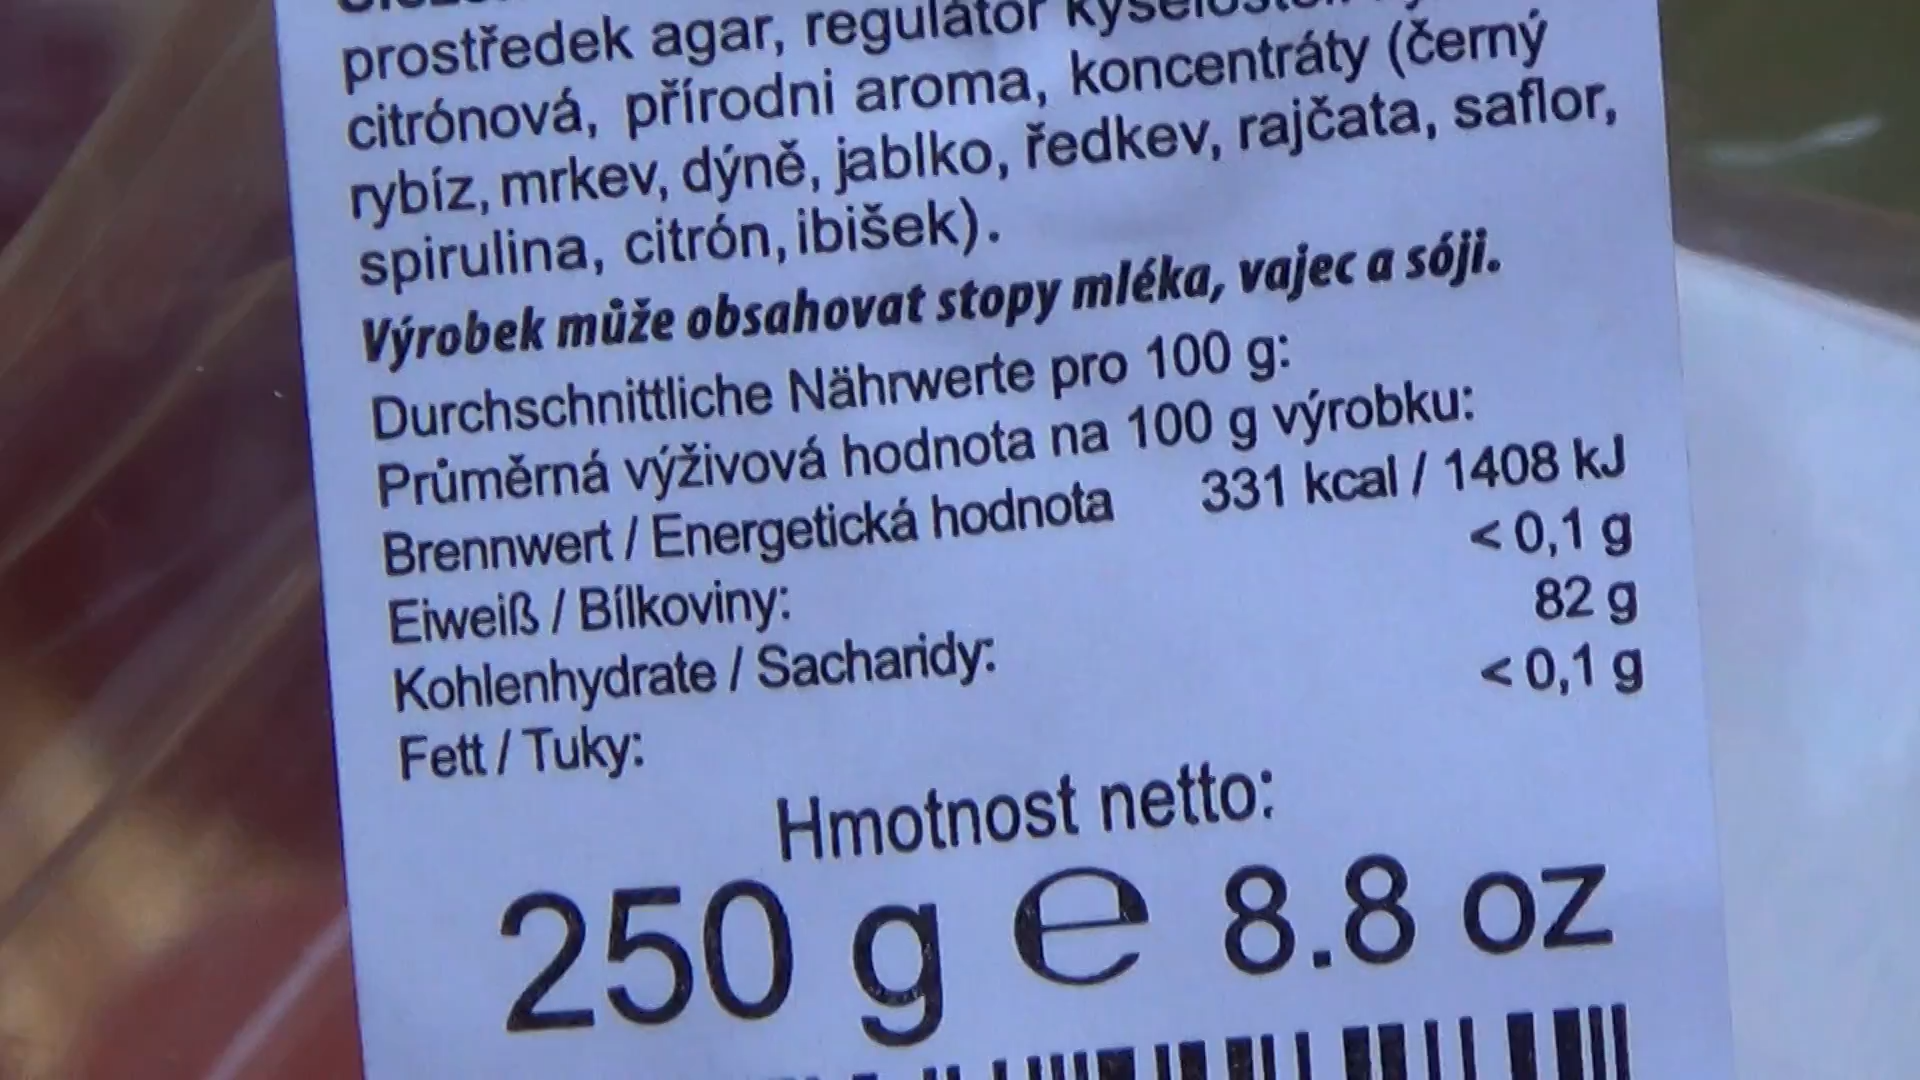 prostředek agar, regulátor
citrónová, přírodni aroma, koncentráty (černý
rybíz, mrkev, dýně, jablko, ředkev, rajčata, saflor,
spirulina, citrón, ibišek).
Výrobek může obsahovat stopy mléka, vajec a sóji.
Durchschnittliche Nährwerte pro 100 g:
Průměrná výživová hodnota na 100 g výrobku:
Brennwert / Energetická hodnota 331 kcal / 1408 kJ
Eiweiß / Bílkoviny: < 0,1 g
Kohlenhydrate / Sacharidy: 82 g
Fett / Tuky: < 0,1 g
Hmotnost netto:
250 g e 8.8 oz